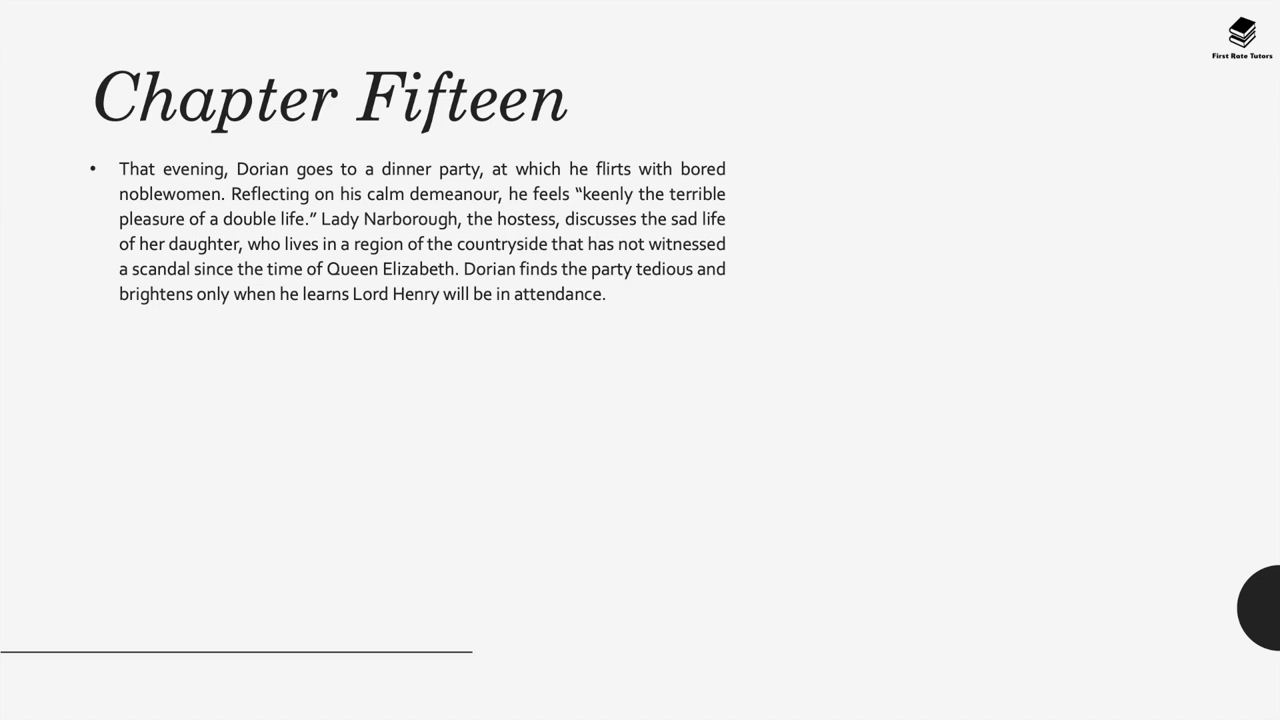 First Rate Tutors
Chapter Fifteen
• That evening, Dorian goes to a dinner party, at which he flirts with bored
noblewomen. Reflecting on his calm demeanour, he feels “keenly the terrible
pleasure of a double life.” Lady Narborough, the hostess, discusses the sad life
of her daughter, who lives in a region of the countryside that has not witnessed
a scandal since the time of Queen Elizabeth. Dorian finds the party tedious and
brightens only when he learns Lord Henry will be in attendance.